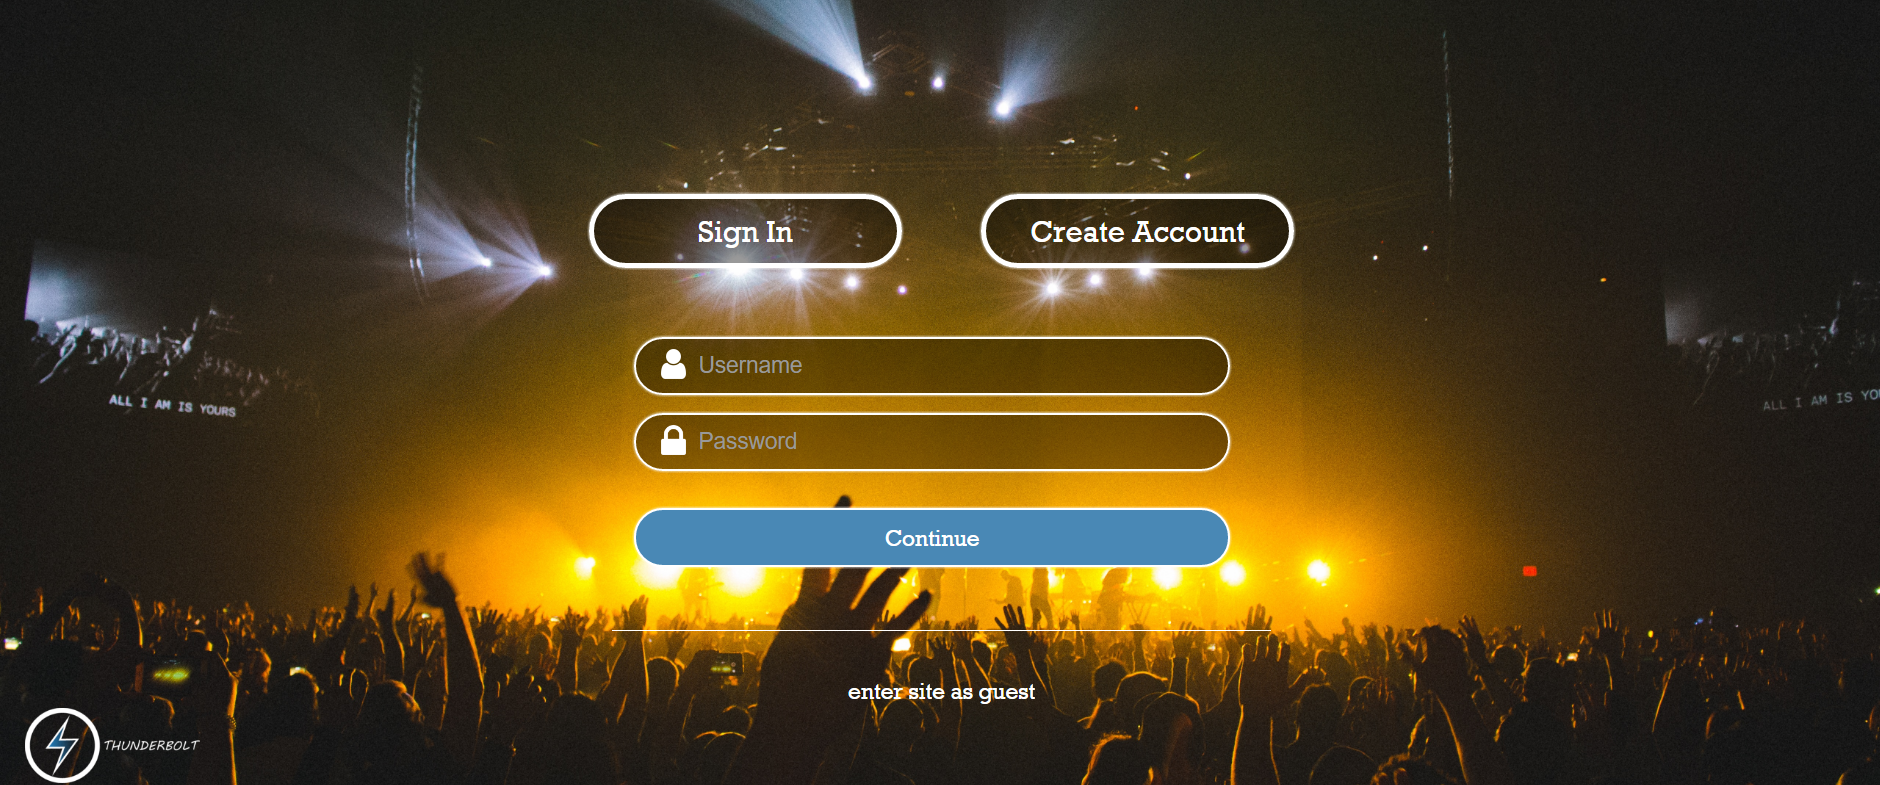 Sign In
Create Account
Username
Password
ALL I AM IS YOURS
ALL I AM IS
Continue
enter site as guest
THUNDERBOLT